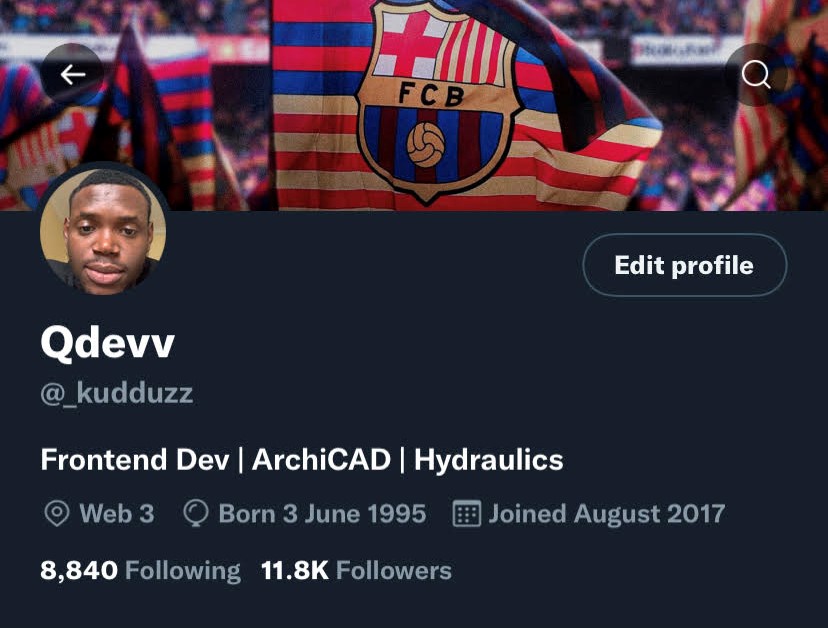 Rakuten
FCB
Edit profile
Qdevv
@_kudduzz
Frontend Dev | ArchiCAD | Hydraulics
Web 3 Born 3 June 1995 Joined August 2017
8,840 Following 11.8K Followers